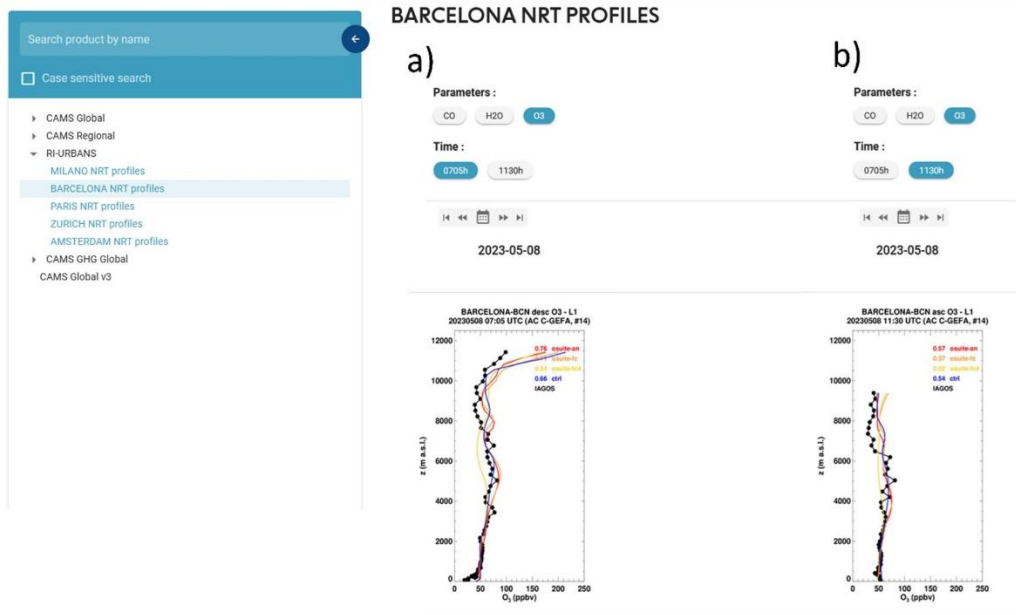 Search product by name
Case sensitive search
CAMS Global
CAMS Regional
RI-URBANS
MILANO NRT profiles
BARCELONA NRT profiles
PARIS NRT profiles
ZURICH NRT profiles
AMSTERDAM NRT profiles
CAMS GHG Global
CAMS Global v3
BARCELONA NRT PROFILES
a)
Parameters :
CO H2O O3
Time :
0705h 1130h
2023-05-08
BARCELONA-BCN desc O3 - L1
20230508 07:05 UTC (AC C-GEFA, #14)
12000
10000
8000
6000
4000
2000
0
z (m a.s.l.)
0.76 osuite-an
osuite-fc
0.54
0.66 ctrl
IAGOS
0 50 100 150 200 250
O₃ (ppbv)
b)
Parameters :
CO H2O O3
Time :
0705h 1130h
2023-05-08
BARCELONA-BCN asc O3 - L1
20230508 11:30 UTC (AC C-GEFA, #14)
12000
10000
8000
6000
4000
2000
0
z (m a.s.l.)
0.57 osuite-an
0.37 osuite-fc
0.54 ctrl
IAGOS
0 50 100 150 200 250
O₃ (ppbv)